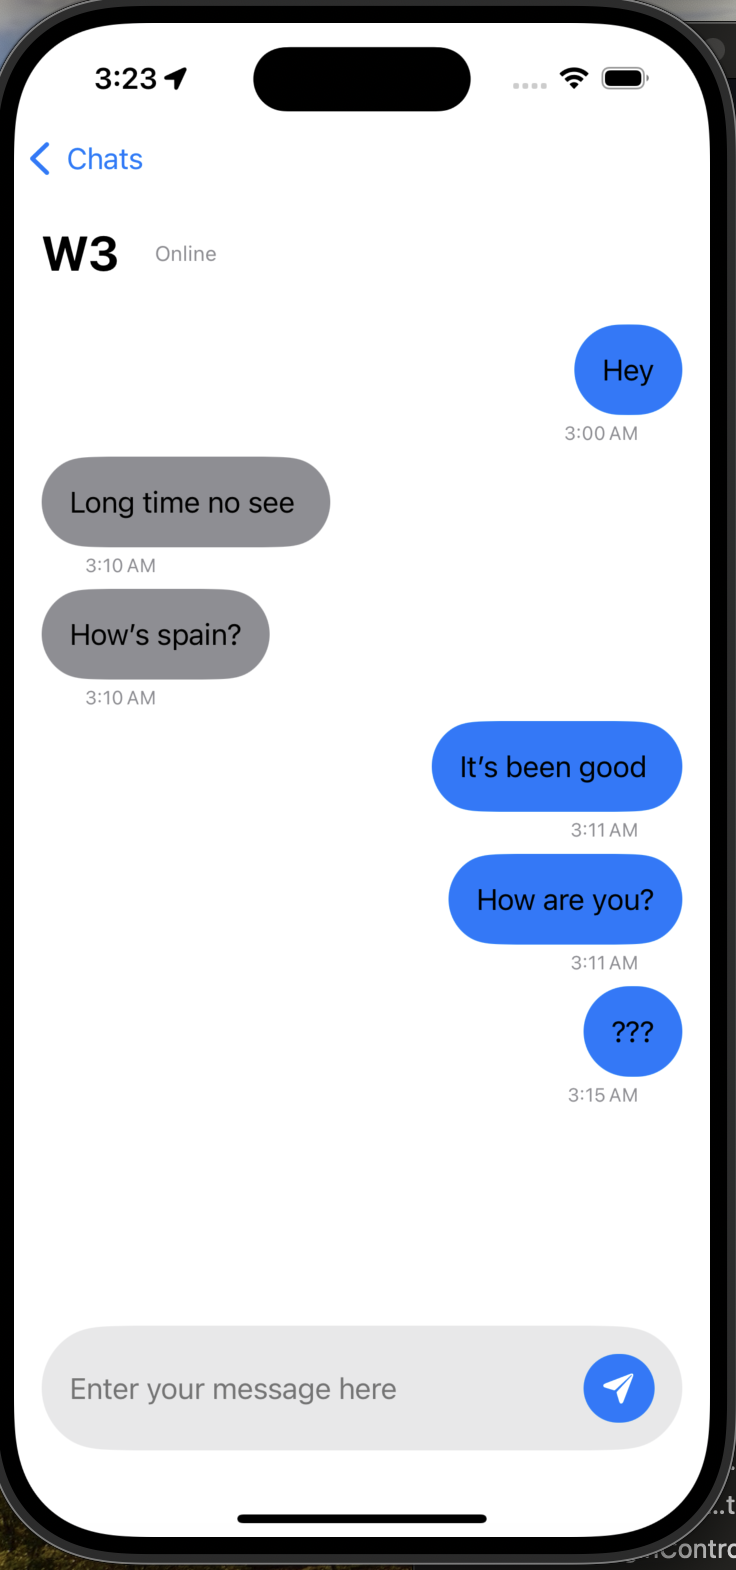 3:23
Chats
W3 Online
Hey
3:00 AM
Long time no see
3:10 AM
How’s spain?
3:10 AM
It’s been good
3:11 AM
How are you?
3:11 AM
???
3:15 AM
Enter your message here